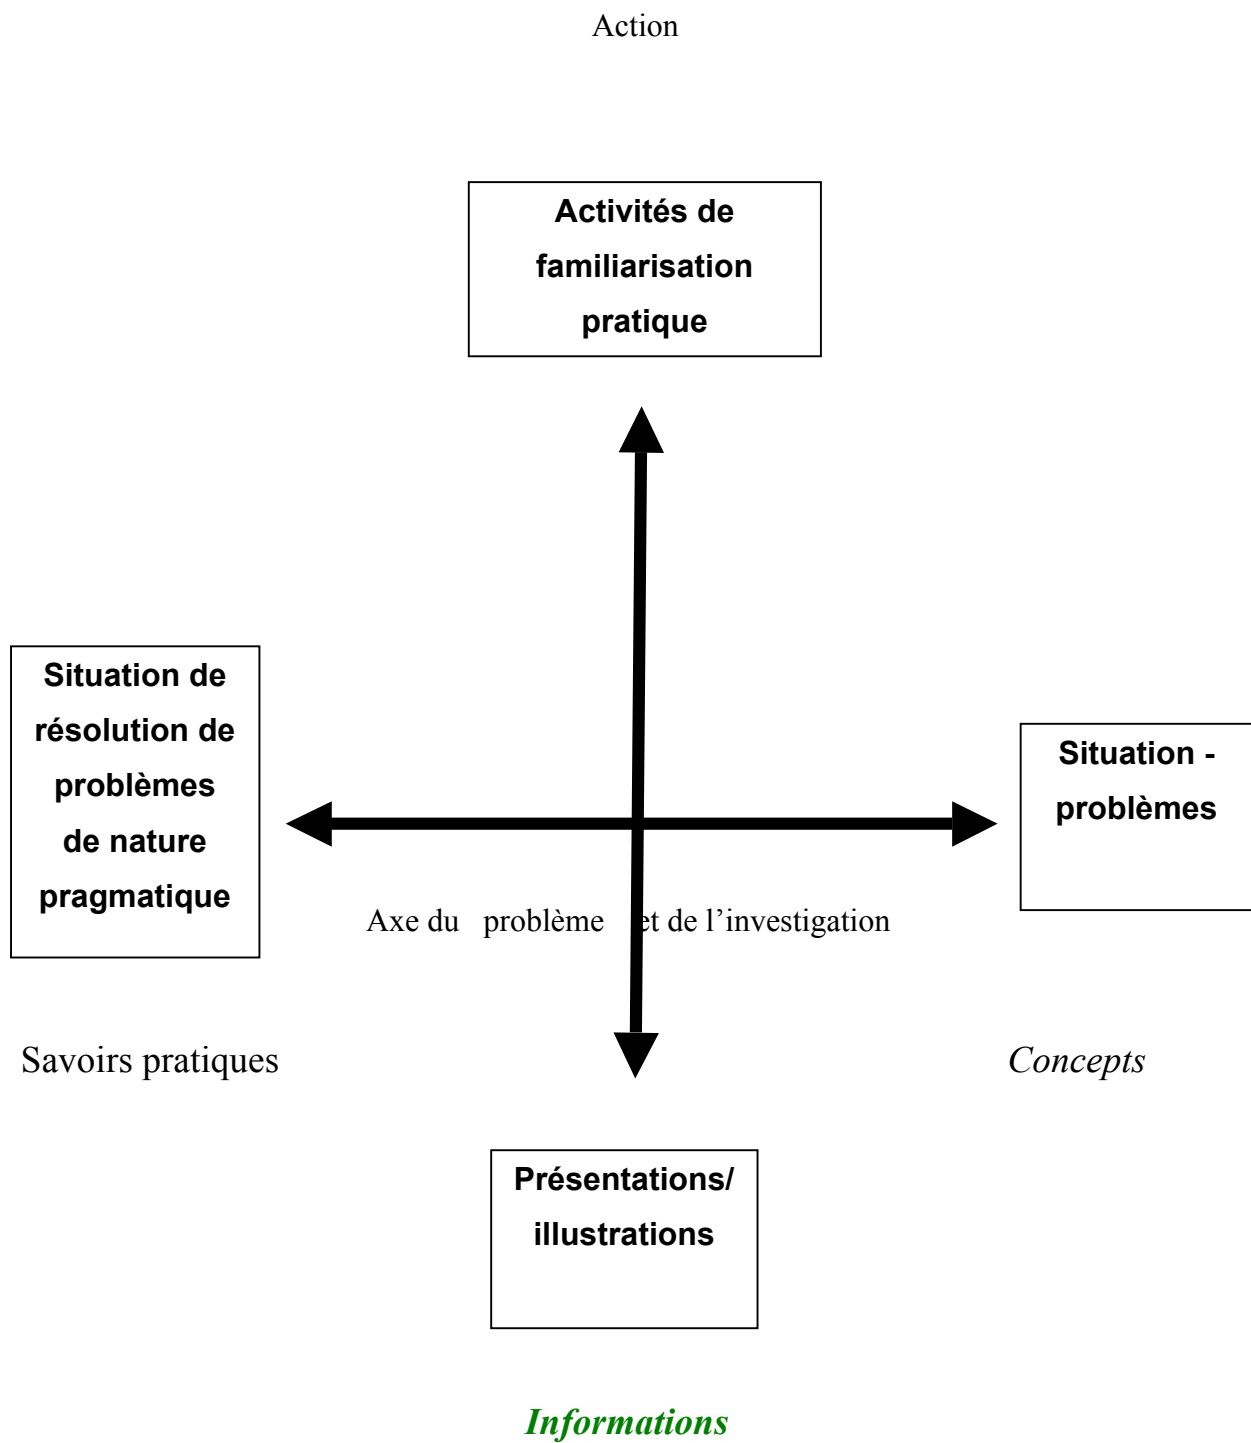 Action
Activités de
familiarisation
pratique
Situation de
résolution de
problèmes
de nature
pragmatique
Situation -
problèmes
Axe du problème et de l’investigation
Savoirs pratiques
Concepts
Présentations/
illustrations
Informations